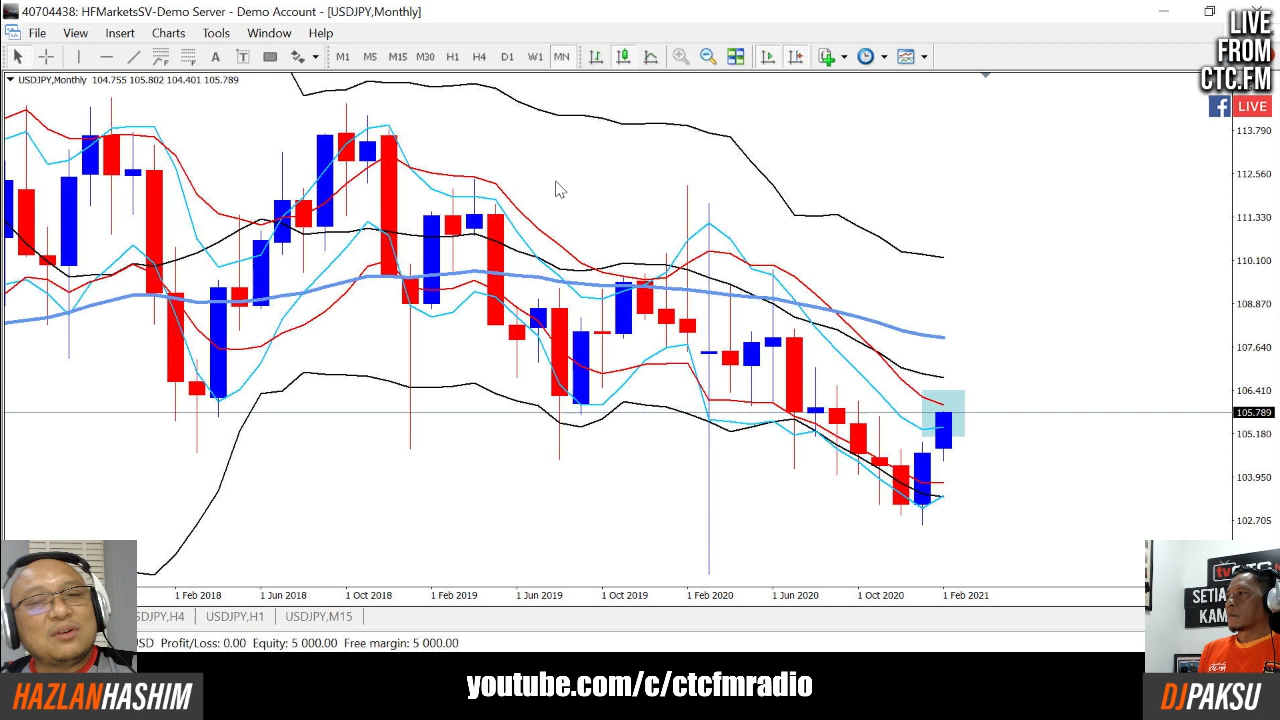 40704438: HFMarketsSV-Demo Server - Demo Account - [USDJPY,Monthly]
File View Insert Charts Tools Window Help
A T M1 M5 M15 M30 H1 H4 D1 W1 MN
USDJPY,Monthly 104.755 105.802 104.401 105.789
LIVE
FROM
CTC.FM
f LIVE
113.790
112.560
111.330
110.100
108.870
107.640
106.410
105.789
105.180
103.950
102.705
1 Feb 2018 1 Jun 2018 1 Oct 2018 1 Feb 2019 1 Jun 2019 1 Oct 2019 1 Feb 2020 1 Jun 2020 1 Oct 2020 1 Feb 2021
SDJPY,H4 USDJPY,H1 USDJPY,M15
SD Profit/Loss: 0.00 Equity: 5 000.00 Free margin: 5 000.00
SETIA
KAM
HAZLANHASHIM
youtube.com/c/ctcfmradio
DJPAKSU